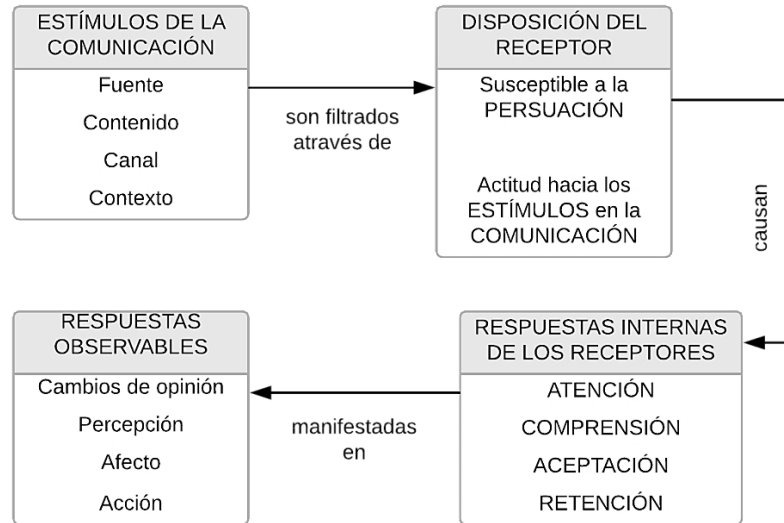 ESTÍMULOS DE LA
COMUNICACIÓN
Fuente
Contenido
Canal
Contexto
son filtrados
através de
DISPOSICIÓN DEL
RECEPTOR
Susceptible a la
PERSUACIÓN
Actitud hacia los
ESTÍMULOS en la
COMUNICACIÓN
causan
RESPUESTAS INTERNAS
DE LOS RECEPTORES
ATENCIÓN
COMPRENSIÓN
ACEPTACIÓN
RETENCIÓN
manifestadas
en
RESPUESTAS
OBSERVABLES
Cambios de opinión
Percepción
Afecto
Acción